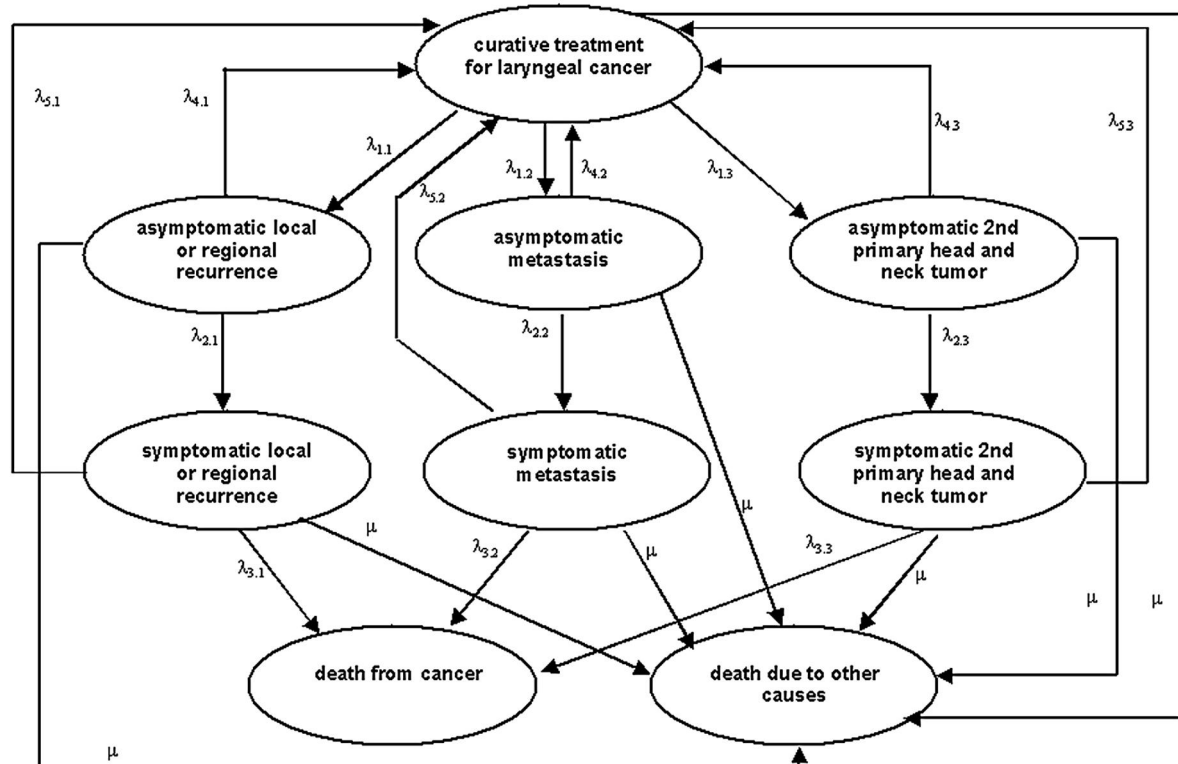 curative treatment
for laryngeal cancer
λ5.1
λ4.1
λ1.1
λ5.2
λ1.2
λ4.2
λ1.3
λ4.3
λ5.3
asymptomatic local
or regional
recurrence
asymptomatic
metastasis
asymptomatic 2nd
primary head and
neck tumor
λ2.1
λ2.2
λ2.3
symptomatic local
or regional
recurrence
symptomatic
metastasis
symptomatic 2nd
primary head and
neck tumor
λ3.1
μ
λ3.2
μ
μ
λ3.3
μ
μ
μ
death from cancer
death due to other
causes
μ